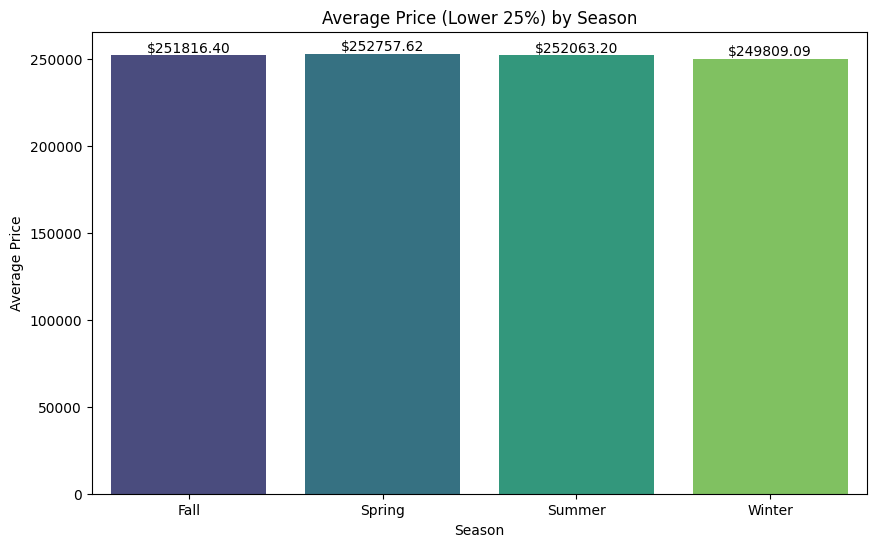 Average Price (Lower 25%) by Season
$251816.40
$252757.62
$252063.20
$249809.09
250000
200000
150000
100000
50000
0
Average Price
Fall
Spring
Summer
Winter
Season